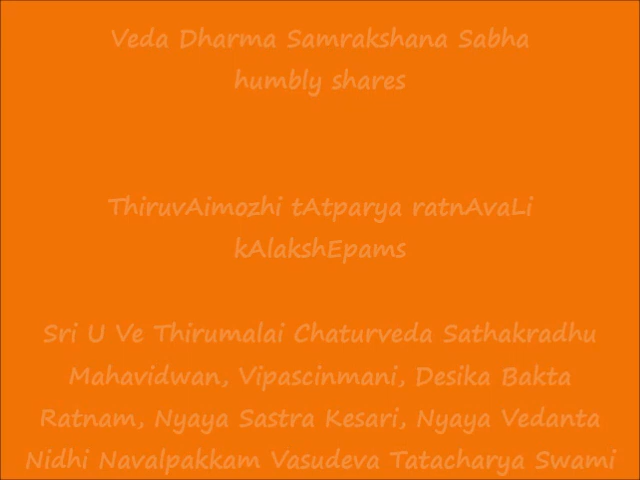 Veda Dharma Samrakshana Sabha
humbly shares
ThiruvAimozhi tAtparya ratnAvaLi
kAlakshEpams
Sri U Ve Thirumalai Chaturveda Sathakradhu
Mahavidwan, Vipascinmani, Desika Bakta
Ratnam, Nyaya Sastra Kesari, Nyaya Vedanta
Nidhi Navalpakkam Vasudeva Tatacharya Swami